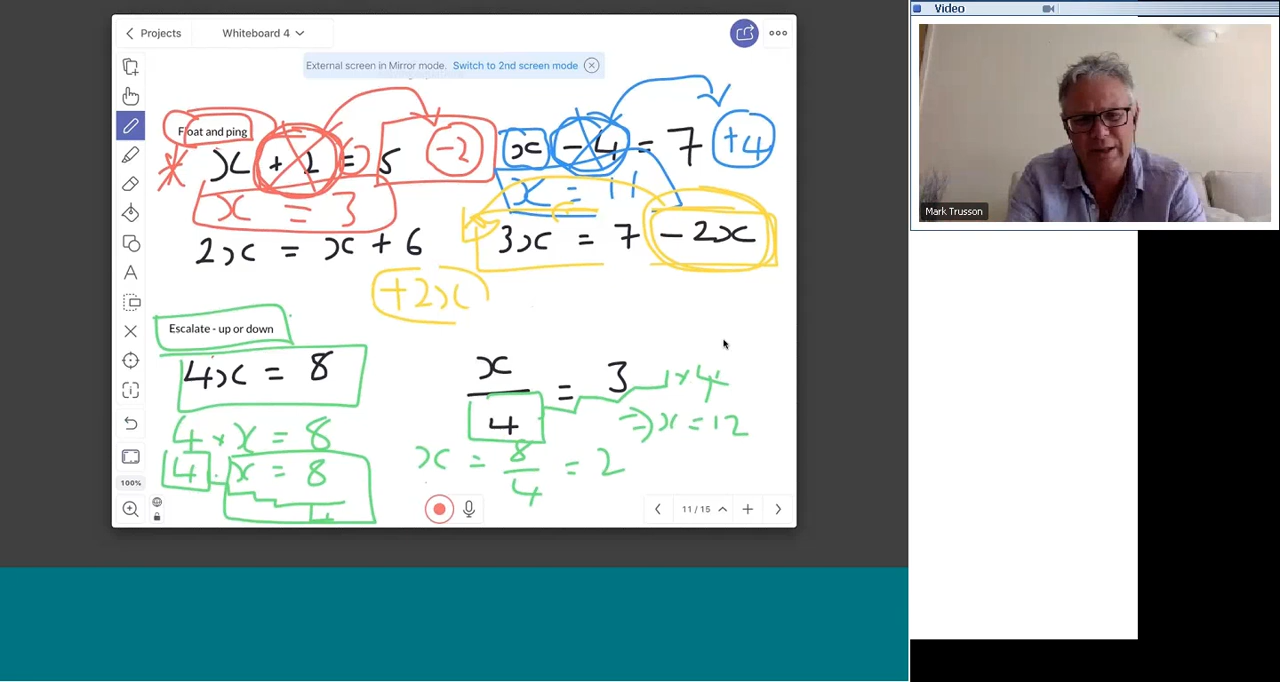 Video
Projects
Whiteboard 4
External screen in Mirror mode. Switch to 2nd screen mode
Float and ping
x + 2 = 5 -2
x - 4 = 7 +4
x = 3
x = 11
2x = x + 6
3x = 7 - 2x
+2x
Mark Trusson
Escalate - up or down
4x = 8
x/4 = 3 × 4
⇒ x = 12
4 × x = 8
4 · x = 8
x = 8/4 = 2
100%
11 / 15